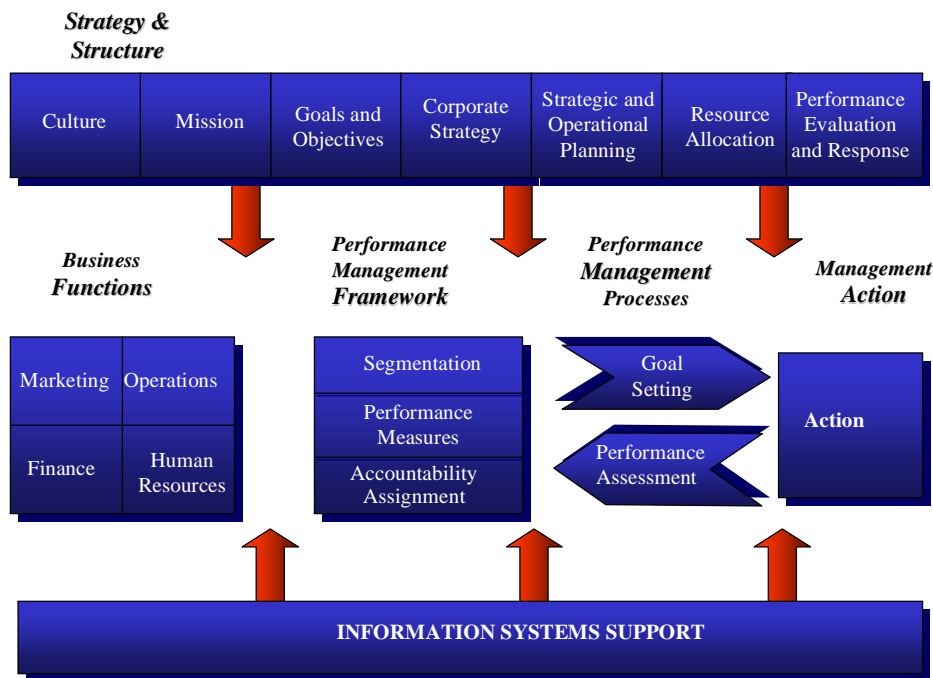 Strategy &
Structure
Culture
Mission
Goals and
Objectives
Corporate
Strategy
Strategic and
Operational
Planning
Resource
Allocation
Performance
Evaluation
and Response
Business
Functions
Performance
Management
Framework
Performance
Management
Processes
Management
Action
Marketing
Operations
Finance
Human
Resources
Segmentation
Performance
Measures
Accountability
Assignment
Goal
Setting
Performance
Assessment
Action
INFORMATION SYSTEMS SUPPORT